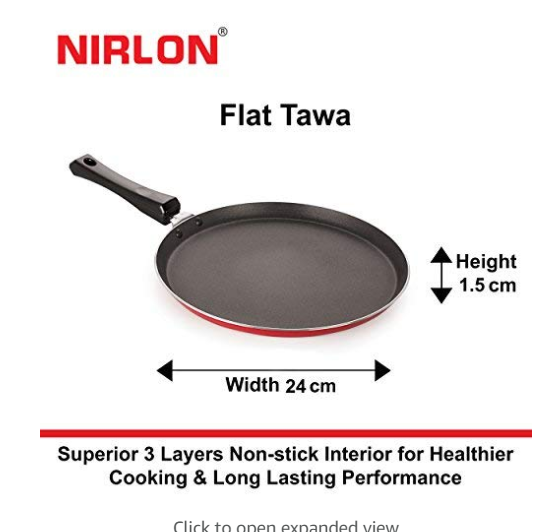 NIRLON®
Flat Tawa
Height
1.5 cm
Width 24 cm
Superior 3 Layers Non-stick Interior for Healthier
Cooking & Long Lasting Performance
Click to open expanded view